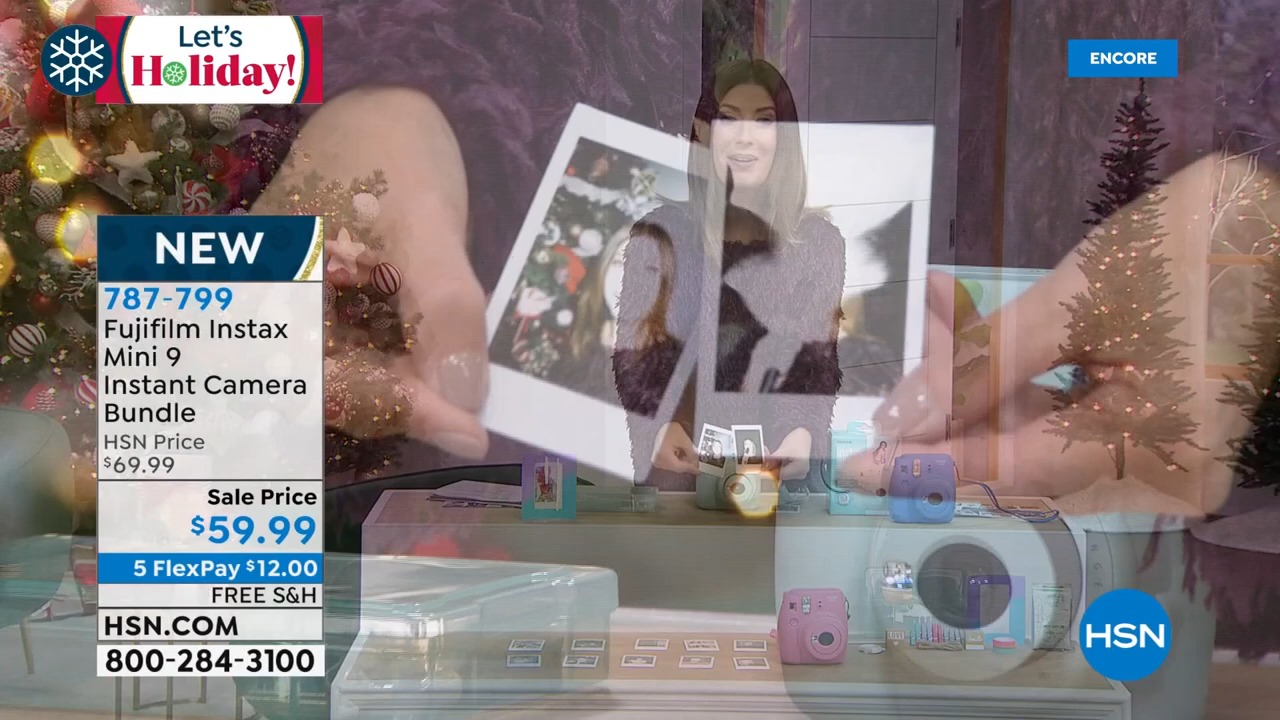 Let's
Holiday!
ENCORE
NEW
787-799
Fujifilm Instax
Mini 9
Instant Camera
Bundle
HSN Price
$69.99
Sale Price
$59.99
5 FlexPay $12.00
FREE S&H
HSN.COM
800-284-3100
HSN